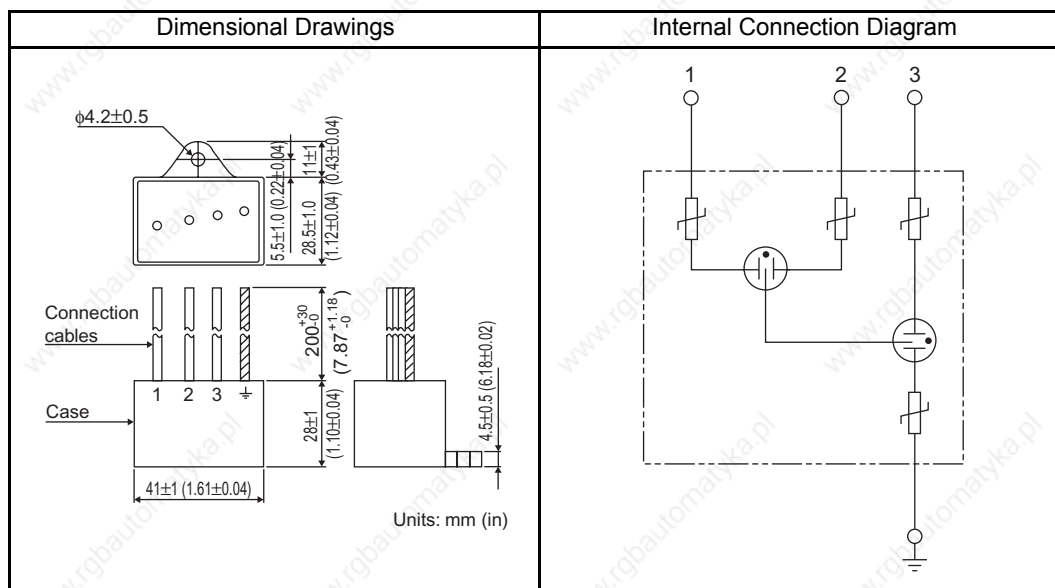 Dimensional Drawings
Internal Connection Diagram
ϕ4.2±0.5
5.5±1.0 (0.22±0.04)
11±1
(0.43±0.04)
28.5±1.0
(1.12±0.04)
Connection
cables
200 +30 -0
(7.87 +1.18 -0)
1 2 3
Case
28±1
(1.10±0.04)
4.5±0.5 (6.18±0.02)
41±1 (1.61±0.04)
Units: mm (in)
1 2 3
www.rgbautomatyka.pl